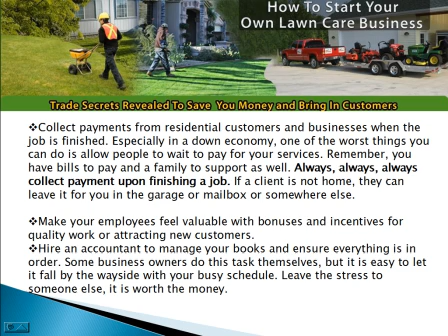 How To Start Your
Own Lawn Care Business
Trade Secrets Revealed To Save You Money and Bring In Customers
❖Collect payments from residential customers and businesses when the
job is finished. Especially in a down economy, one of the worst things you
can do is allow people to wait to pay for your services. Remember, you
have bills to pay and a family to support as well. Always, always, always
collect payment upon finishing a job. If a client is not home, they can
leave it for you in the garage or mailbox or somewhere else.
❖Make your employees feel valuable with bonuses and incentives for
quality work or attracting new customers.
❖Hire an accountant to manage your books and ensure everything is in
order. Some business owners do this task themselves, but it is easy to let
it fall by the wayside with your busy schedule. Leave the stress to
someone else, it is worth the money.